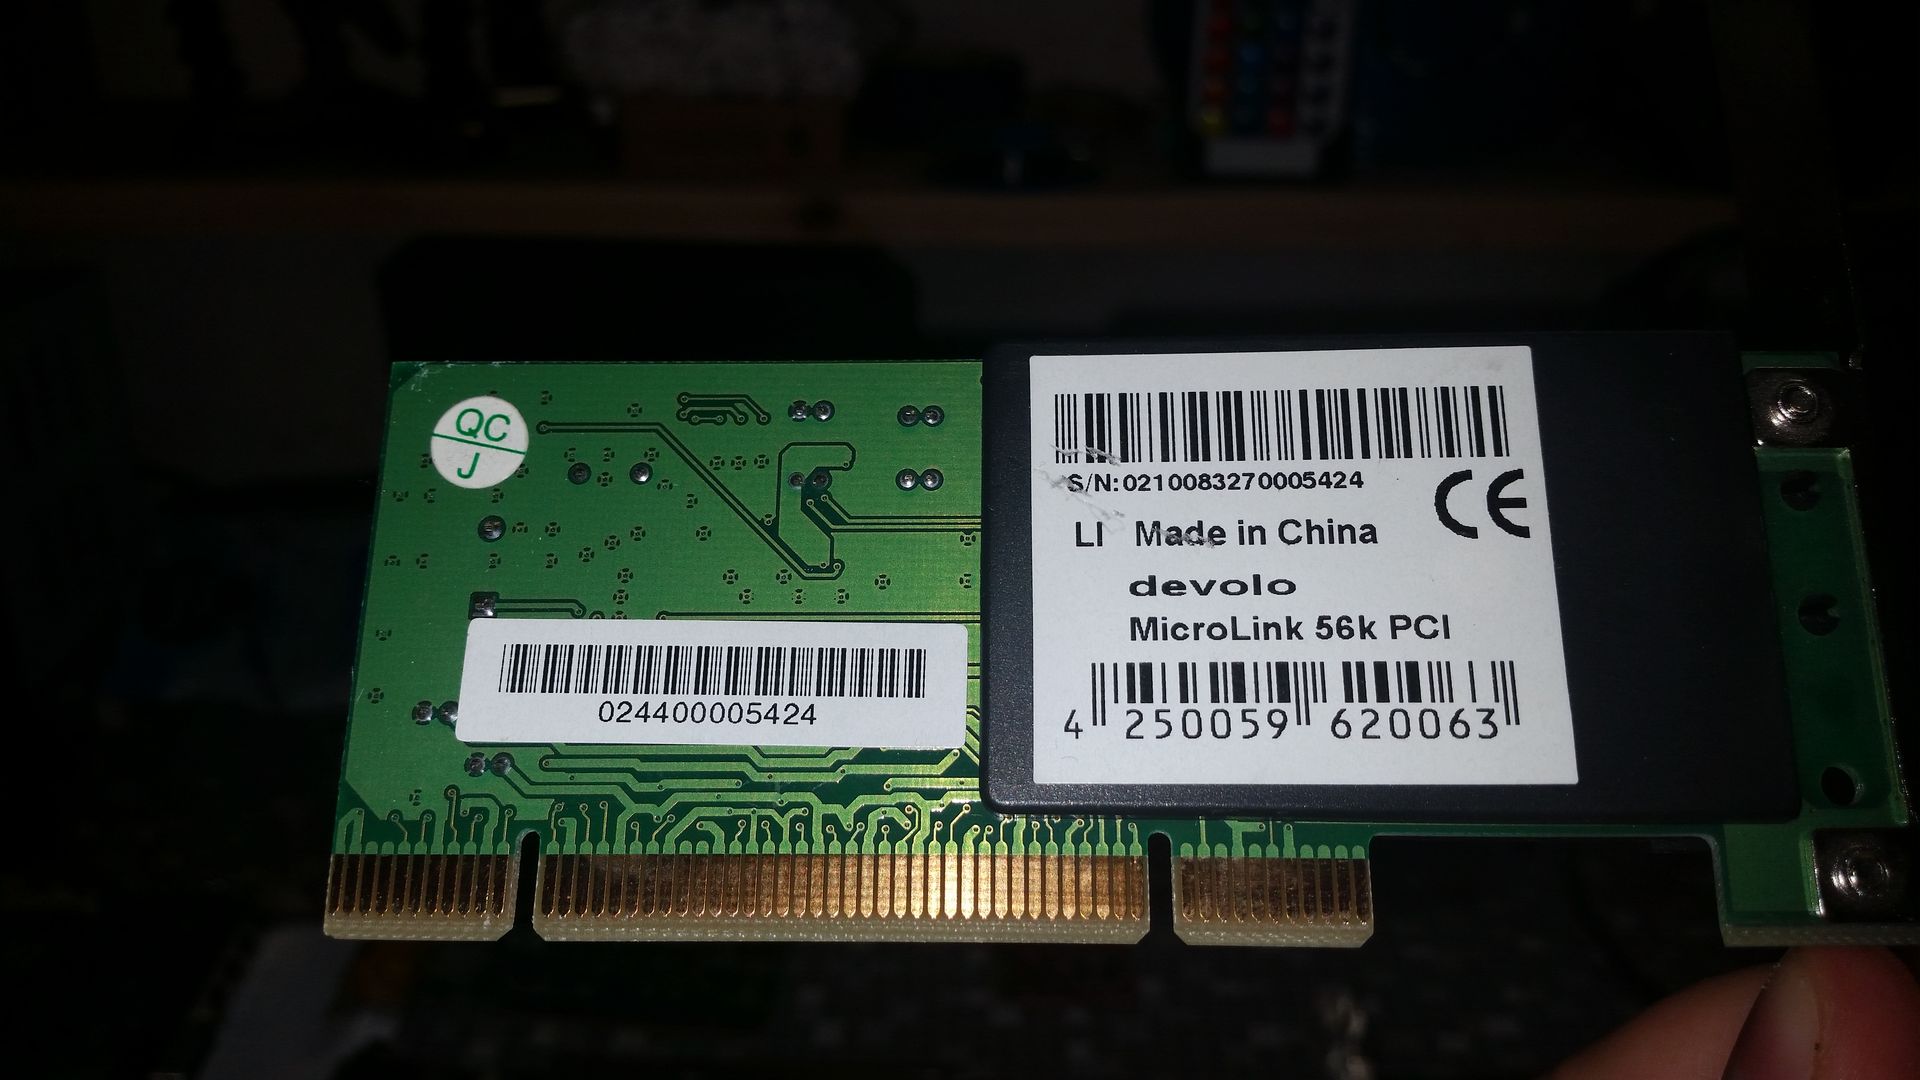 QC
J
S/N:0210083270005424
LI Made in China
CE
devolo
MicroLink 56k PCI
4 250059 620063
024400005424